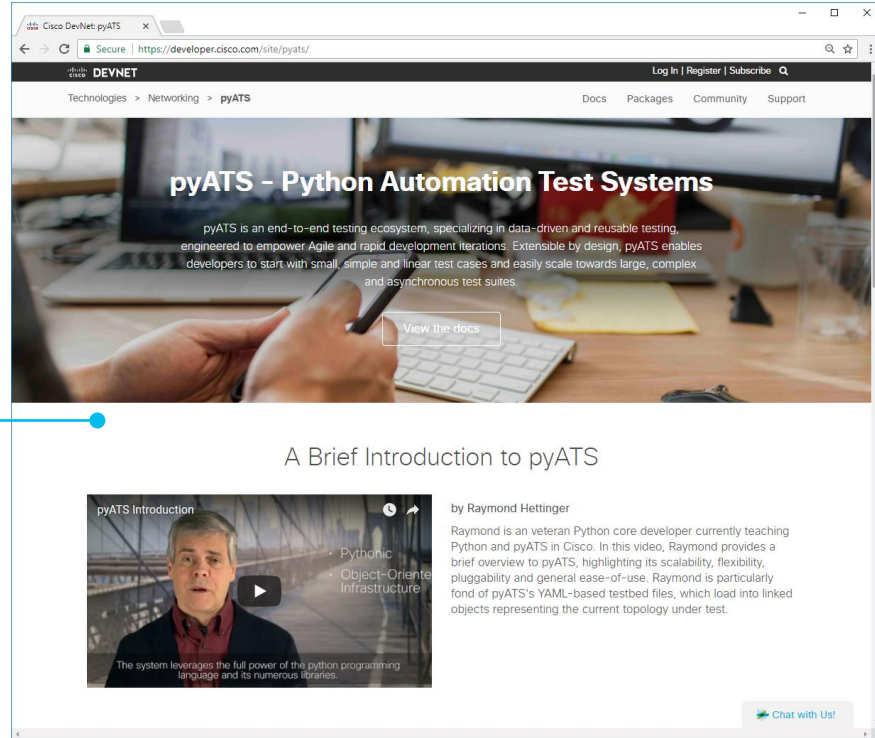 Cisco DevNet: pyATS
Secure | https://developer.cisco.com/site/pyats/
CISCO DEVNET
Log In | Register | Subscribe
Technologies > Networking > pyATS
Docs Packages Community Support
pyATS - Python Automation Test Systems
pyATS is an end-to-end testing ecosystem, specializing in data-driven and reusable testing,
engineered to empower Agile and rapid development iterations. Extensible by design, pyATS enables
developers to start with small, simple and linear test cases and easily scale towards large, complex
and asynchronous test suites.
View the docs
A Brief Introduction to pyATS
pyATS Introduction
• Pythonic
• Object-Oriente
Infrastructure
The system leverages the full power of the python programming
language and its numerous libraries.
by Raymond Hettinger
Raymond is an veteran Python core developer currently teaching
Python and pyATS in Cisco. In this video, Raymond provides a
brief overview to pyATS, highlighting its scalability, flexibility,
pluggability and general ease-of-use. Raymond is particularly
fond of pyATS's YAML-based testbed files, which load into linked
objects representing the current topology under test.
Chat with Us!